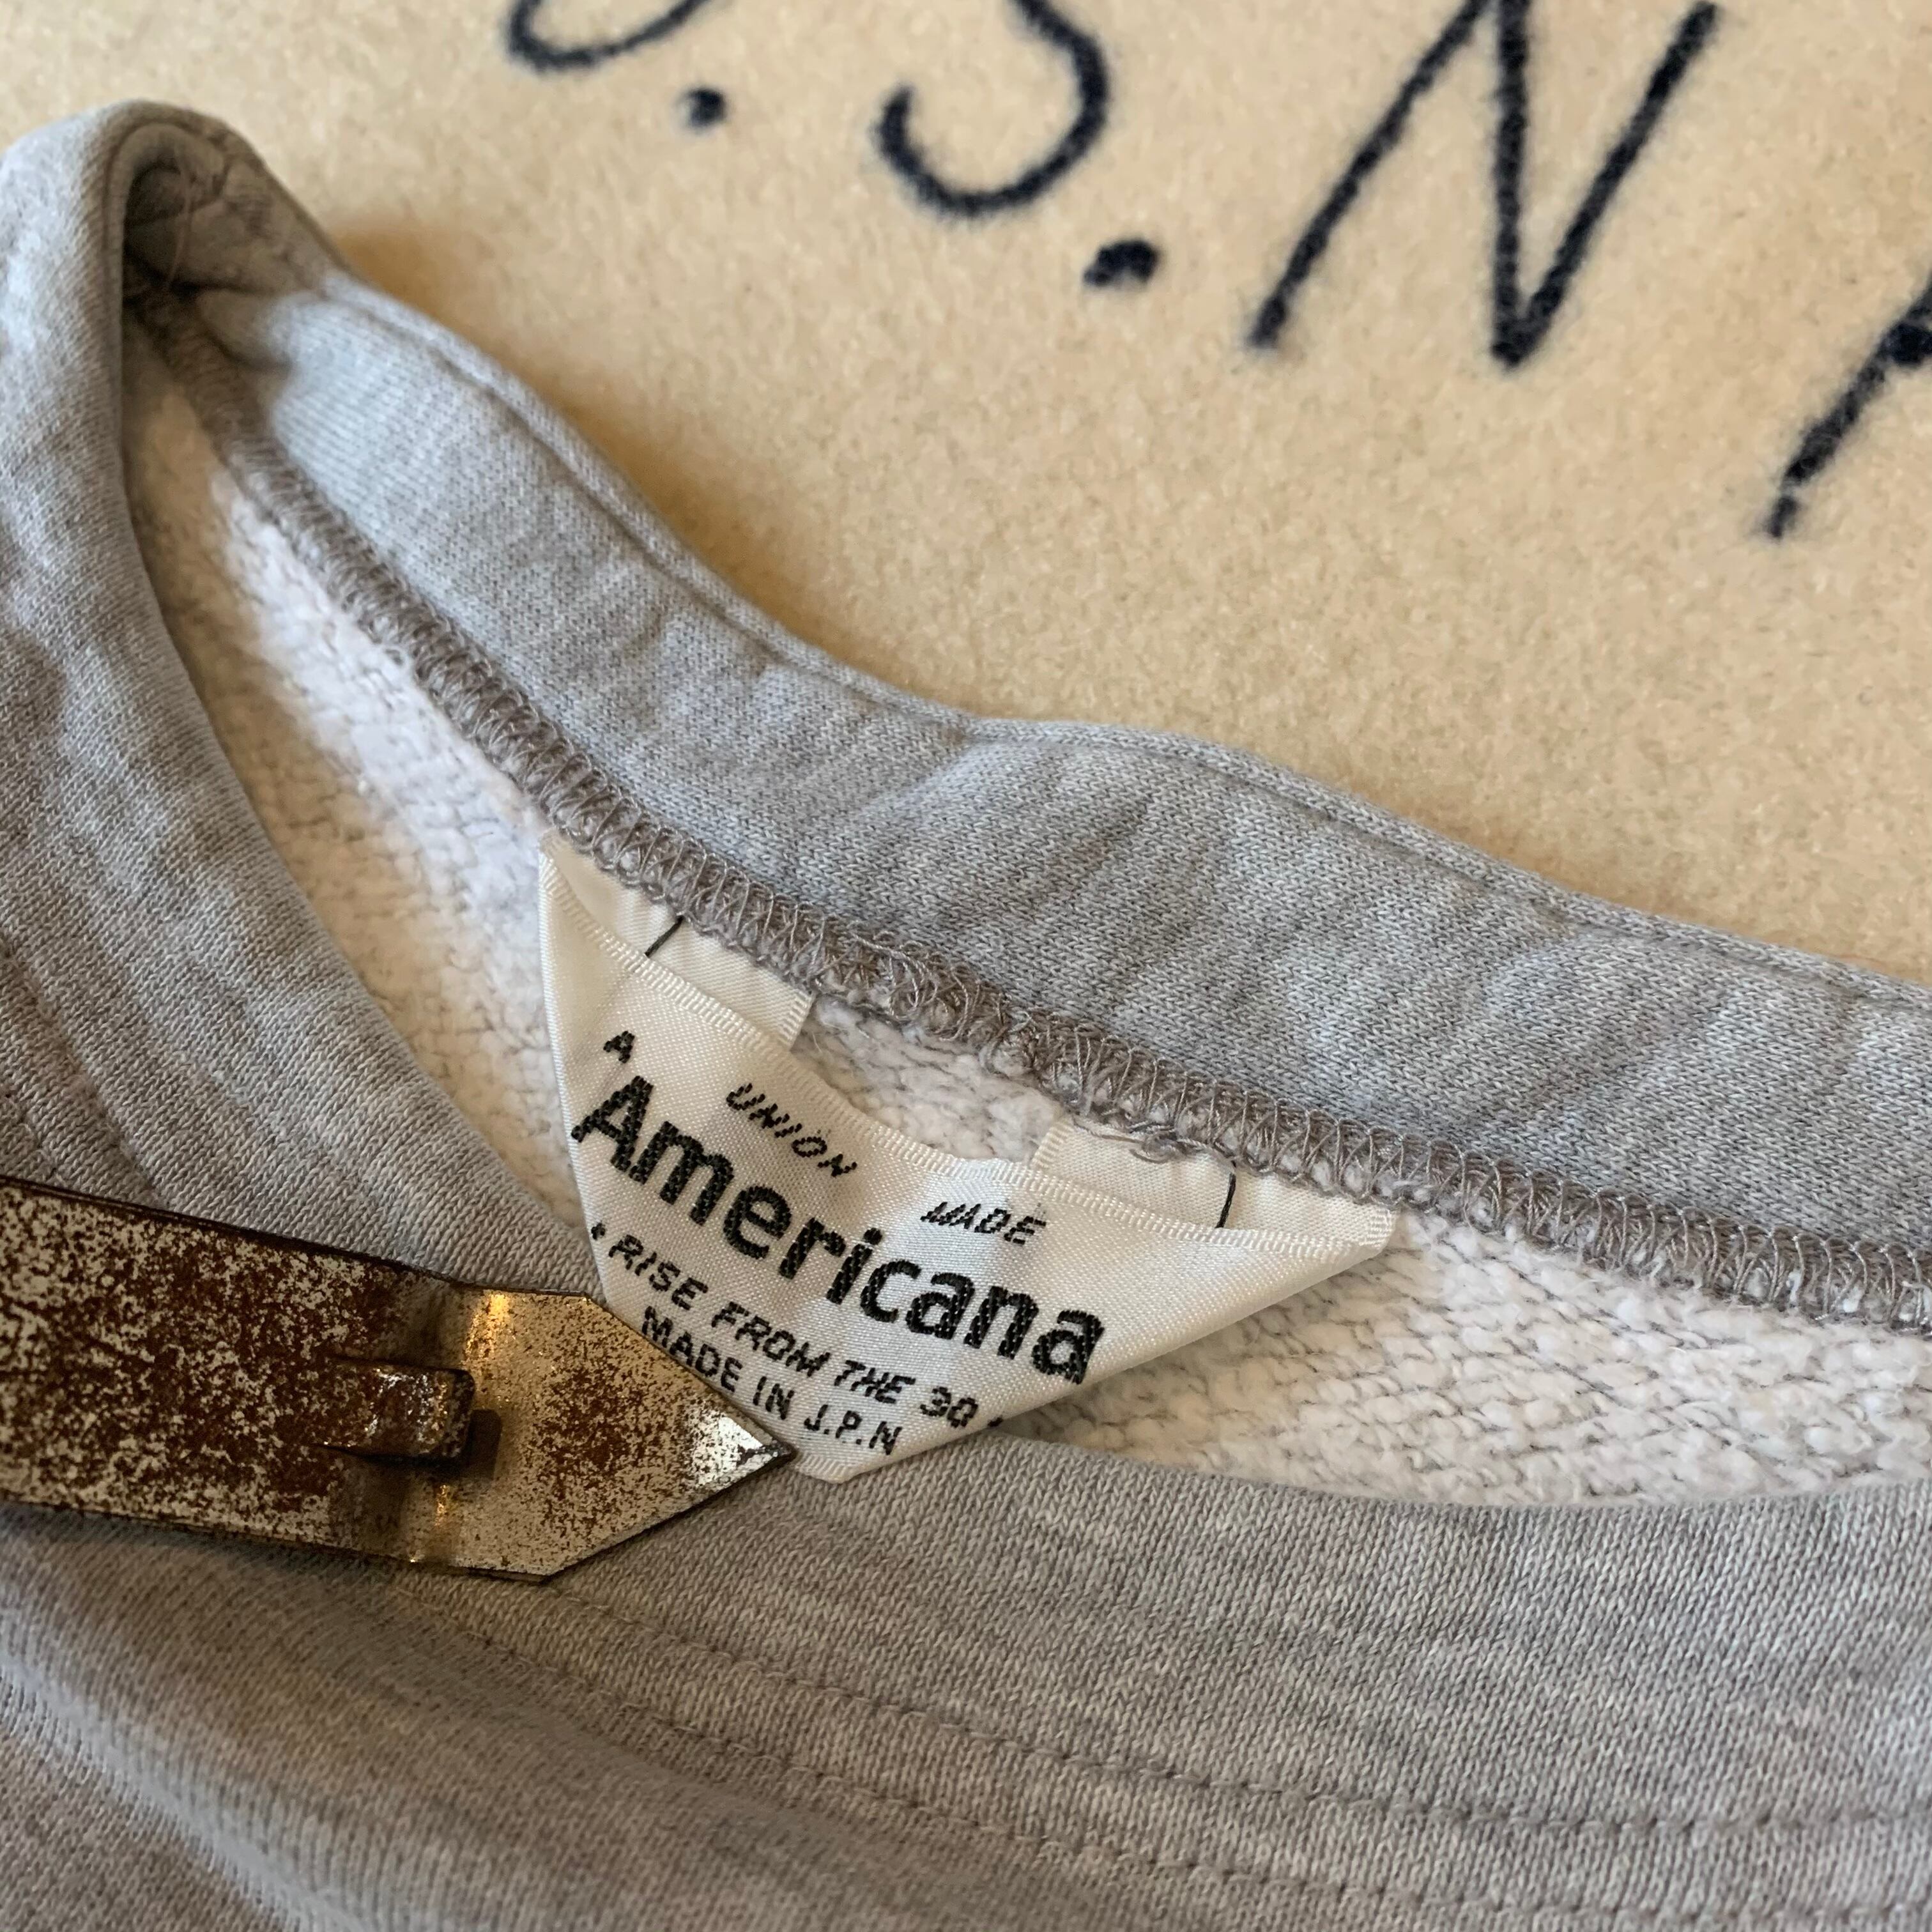 U.S.N
A UNION MADE
Americana
• RISE FROM THE 30 •
MADE IN J.P.N